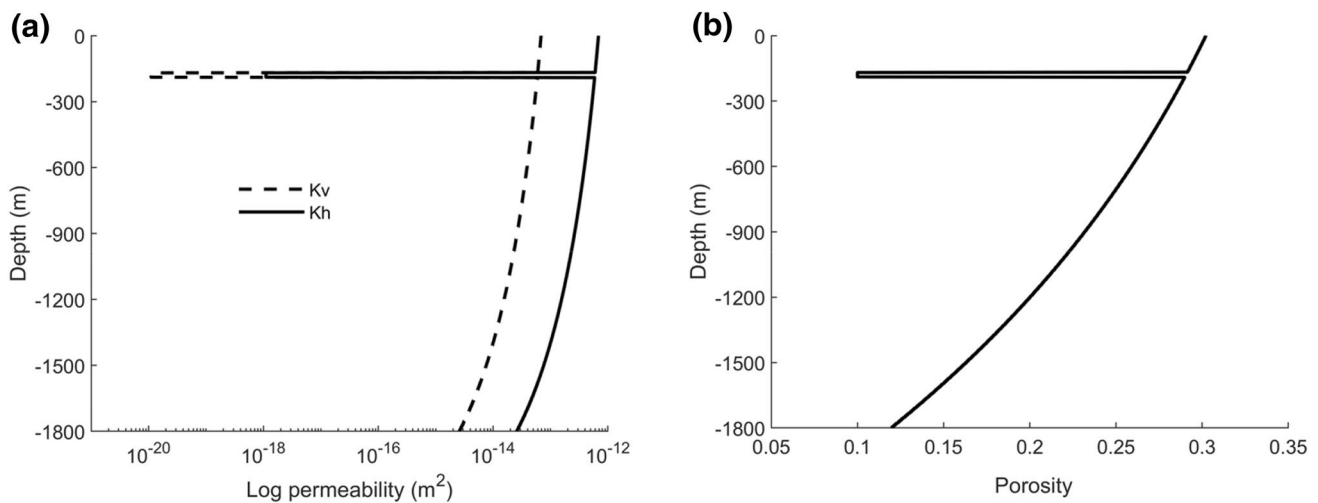 (a)
0
-300
-600
-900
-1200
-1500
-1800
Depth (m)
Kv
Kh
10⁻²⁰ 10⁻¹⁸ 10⁻¹⁶ 10⁻¹⁴ 10⁻¹²
Log permeability (m²)
(b)
0
-300
-600
-900
-1200
-1500
-1800
Depth (m)
0.05 0.1 0.15 0.2 0.25 0.3 0.35
Porosity